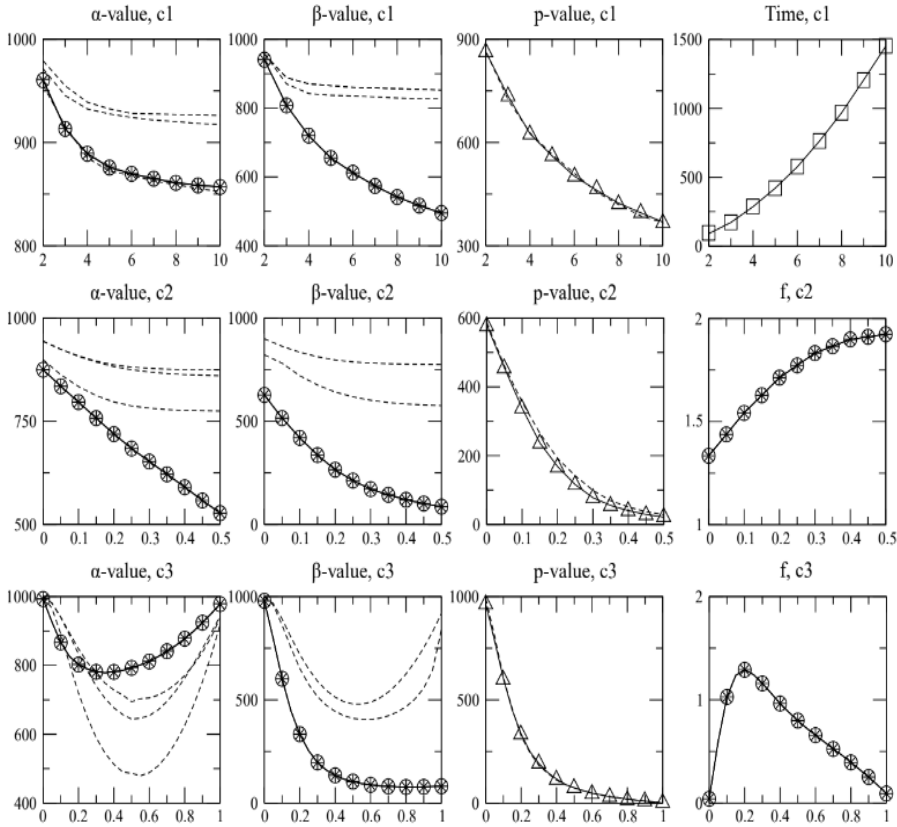 α-value, c1
β-value, c1
p-value, c1
Time, c1
1000
900
800
2 4 6 8 10
1000
800
600
400
2 4 6 8 10
900
600
300
2 4 6 8 10
1500
1000
500
0
2 4 6 8 10
α-value, c2
β-value, c2
p-value, c2
f, c2
1000
750
500
0 0.1 0.2 0.3 0.4 0.5
1000
500
0
0 0.1 0.2 0.3 0.4 0.5
600
400
200
0
0 0.1 0.2 0.3 0.4 0.5
2
1.5
1
0 0.1 0.2 0.3 0.4 0.5
α-value, c3
β-value, c3
p-value, c3
f, c3
1000
800
600
400
0 0.2 0.4 0.6 0.8 1
1000
500
0
0 0.2 0.4 0.6 0.8 1
1000
500
0
0 0.2 0.4 0.6 0.8 1
2
1
0
0 0.2 0.4 0.6 0.8 1